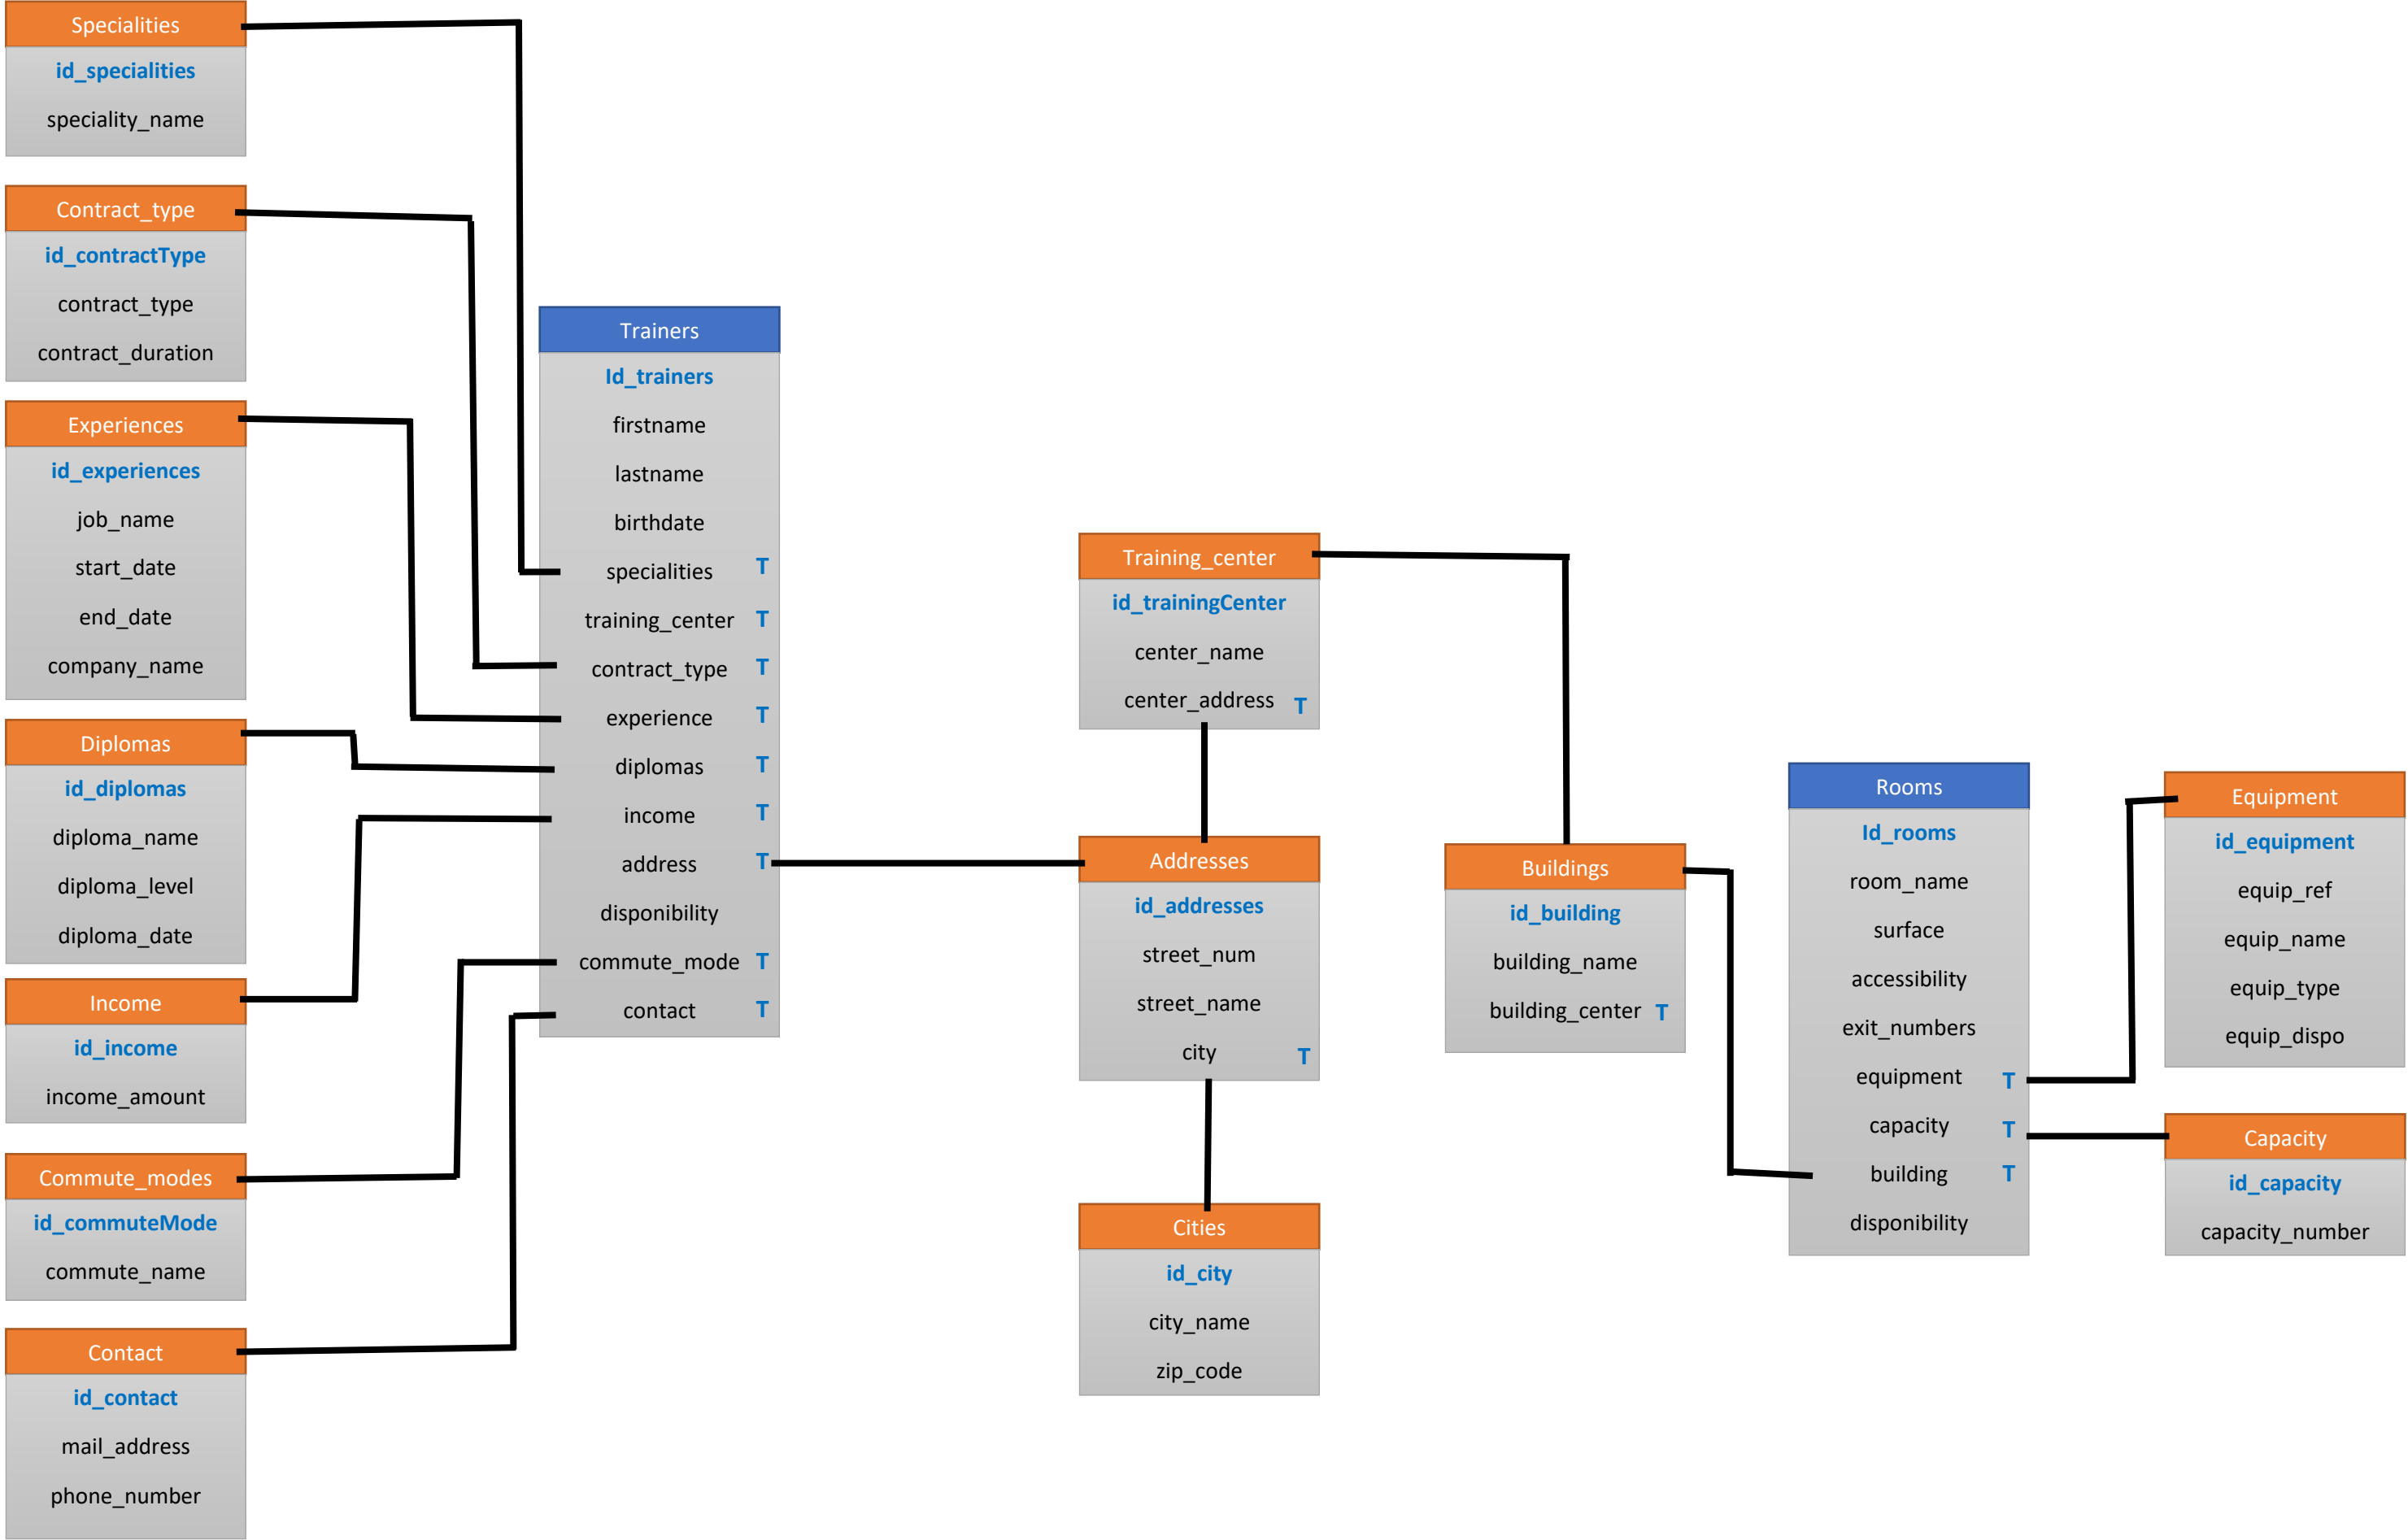 Specialities
id_specialities
speciality_name
Contract_type
id_contractType
contract_type
contract_duration
Experiences
id_experiences
job_name
start_date
end_date
company_name
Diplomas
id_diplomas
diploma_name
diploma_level
diploma_date
Income
id_income
income_amount
Commute_modes
id_commuteMode
commute_name
Contact
id_contact
mail_address
phone_number
Trainers
Id_trainers
firstname
lastname
birthdate
specialities T
training_center T
contract_type T
experience T
diplomas T
income T
address T
disponibility
commute_mode T
contact T
Training_center
id_trainingCenter
center_name
center_address T
Addresses
id_addresses
street_num
street_name
city T
Cities
id_city
city_name
zip_code
Buildings
id_building
building_name
building_center T
Rooms
Id_rooms
room_name
surface
accessibility
exit_numbers
equipment T
capacity T
building T
disponibility
Equipment
id_equipment
equip_ref
equip_name
equip_type
equip_dispo
Capacity
id_capacity
capacity_number